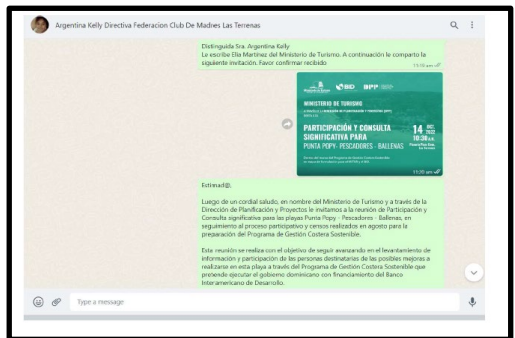 Argentina Kelly Directiva Federacion Club De Madres Las Terrenas
Distinguida Sra. Argentina Kelly
Le escribe Elia Martínez del Ministerio de Turismo. A continuación le comparto la
siguiente invitación. Favor confirmar recibido
11:19 am
BID
MINISTERIO DE TURISMO
PARTICIPACIÓN Y CONSULTA
SIGNIFICATIVA PARA
PUNTA POPY - PESCADORES - BALLENAS
14
2022
10:30 A.M.
Estimad@,
Luego de un cordial saludo, en nombre del Ministerio de Turismo y a través de la
Dirección de Planificación y Proyectos le invitamos a la reunión de Participación y
Consulta significativa para las playas Punta Popy - Pescadores - Ballenas, en
seguimiento al proceso participativo y censos realizados en agosto para la
preparación del Programa de Gestión Costera Sostenible.
Esta reunión se realiza con el objetivo de seguir avanzando en el levantamiento de
información y participación de las personas destinatarias de las posibles mejoras a
realizarse en esta playa a través del Programa de Gestión Costera Sostenible que
pretende ejecutar el gobierno dominicano con financiamiento del Banco
Interamericano de Desarrollo.
Type a message